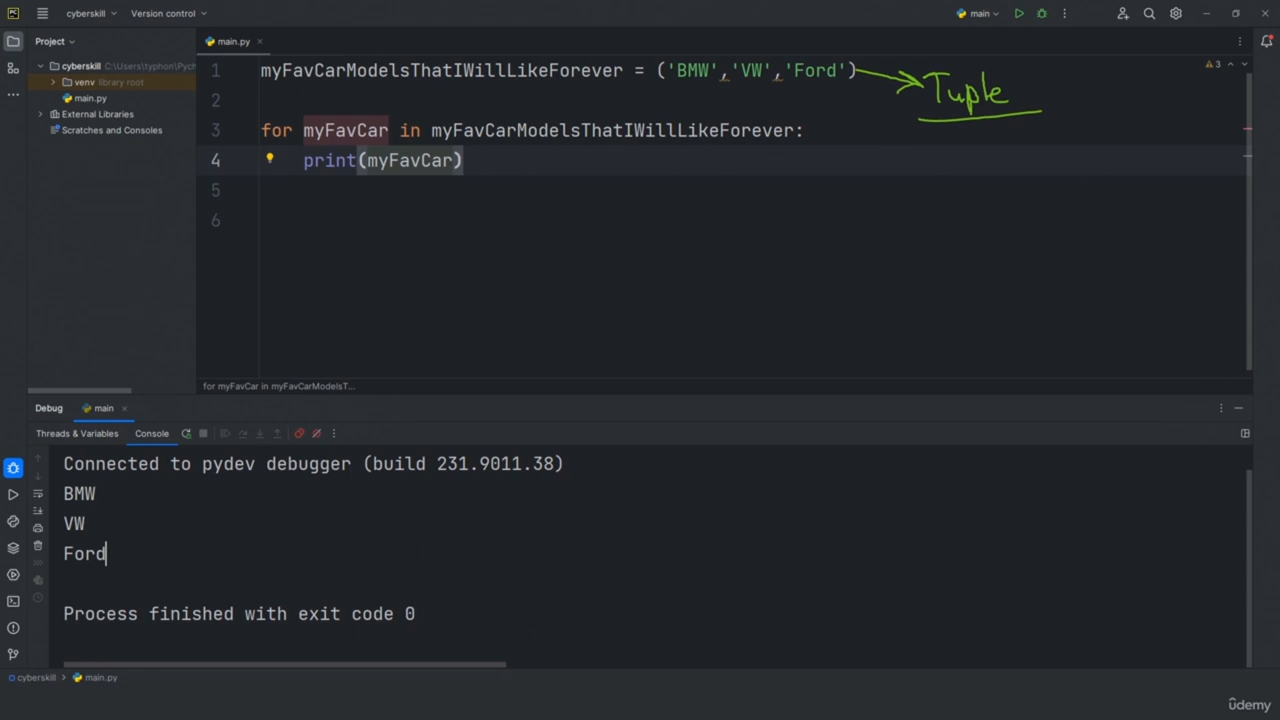 PC cyberskill Version control main
Project main.py
1 myFavCarModelsThatIWillLikeForever = ('BMW','VW','Ford') Tuple
3
2
3 for myFavCar in myFavCarModelsThatIWillLikeForever:
4 print(myFavCar)
5
6
cyberskill C:\Users\typhon\Pych
venv library root
main.py
External Libraries
Scratches and Consoles
for myFavCar in myFavCarModelsT...
Debug main
Threads & Variables Console
Connected to pydev debugger (build 231.9011.38)
BMW
VW
Ford
Process finished with exit code 0
cyberskill > main.py
ûdemy